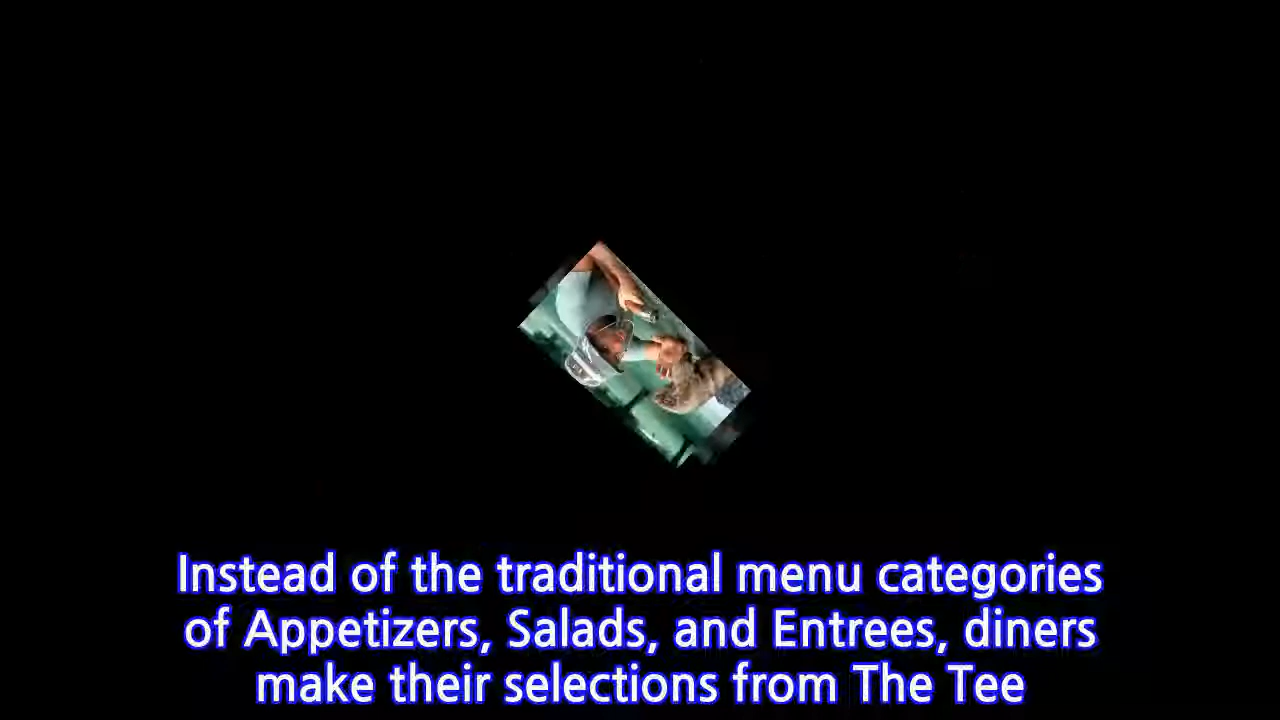 Instead of the traditional menu categories
of Appetizers, Salads, and Entrees, diners
make their selections from The Tee